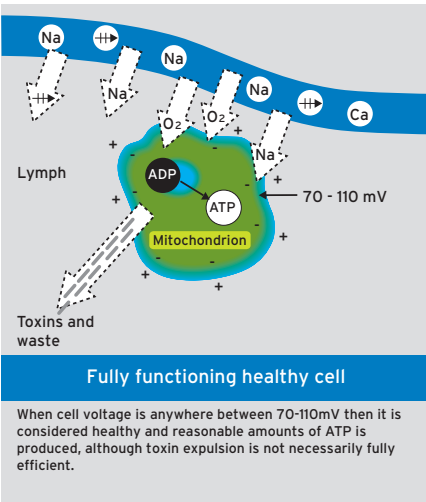 Na
Na
Na
Ca
Na
O2
O2
Na
+
+
+
+
+
+
+
+
-
-
-
-
-
-
-
Lymph
ADP
ATP
70 - 110 mV
Mitochondrion
Toxins and
waste
Fully functioning healthy cell
When cell voltage is anywhere between 70-110mV then it is
considered healthy and reasonable amounts of ATP is
produced, although toxin expulsion is not necessarily fully
efficient.